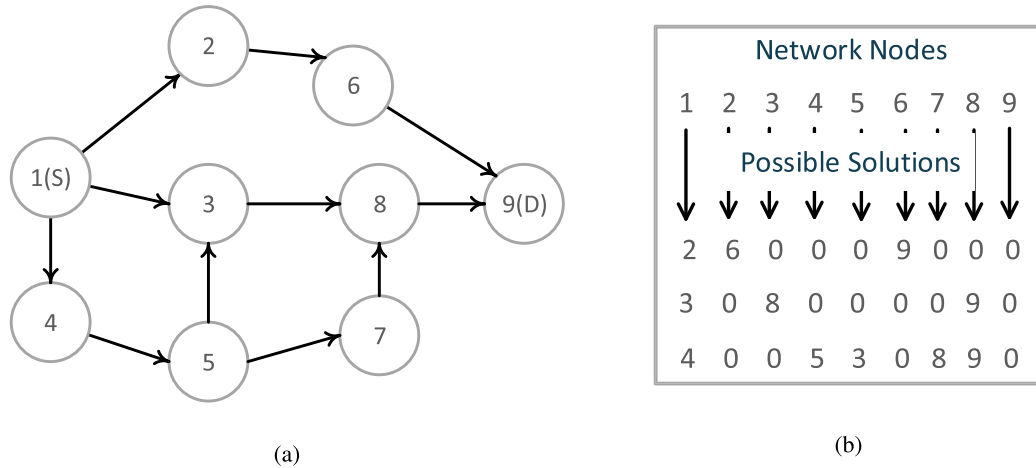 2
6
1(S)
3
8
9(D)
4
5
7
(a)
Network Nodes
1 2 3 4 5 6 7 8 9
Possible Solutions
2 6 0 0 0 9 0 0 0
3 0 8 0 0 0 0 9 0
4 0 0 5 3 0 8 9 0
(b)